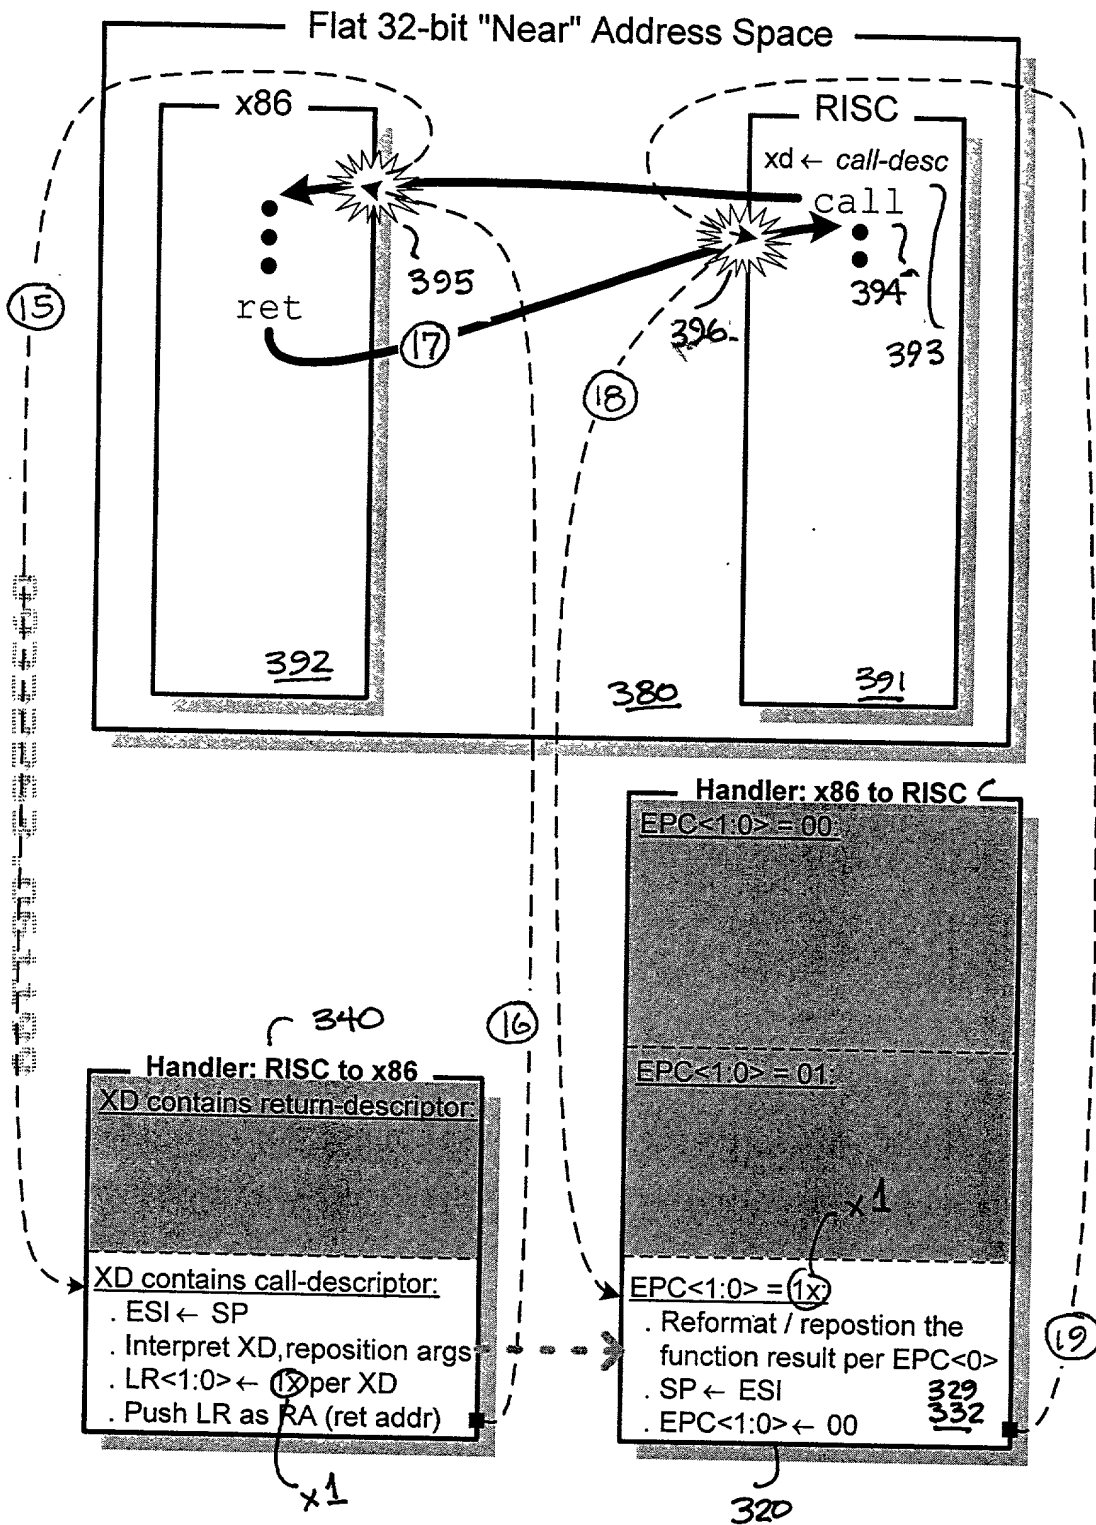 Flat 32-bit "Near" Address Space
x86
RISC
xd ← call-desc
call
395
ret
15
17
396
394
393
18
392
380
391
Handler: x86 to RISC
EPC<1:0> = 00:
16
340
Handler: RISC to x86
XD contains return-descriptor:
EPC<1:0> = 01:
x1
XD contains call-descriptor:
. ESI ← SP
. Interpret XD, reposition args
. LR<1:0> ← 1x per XD
. Push LR as RA (ret addr)
x1
EPC<1:0> = 1x:
. Reformat / repostion the
function result per EPC<0>
. SP ← ESI
329
. EPC<1:0> ← 00
332
19
320